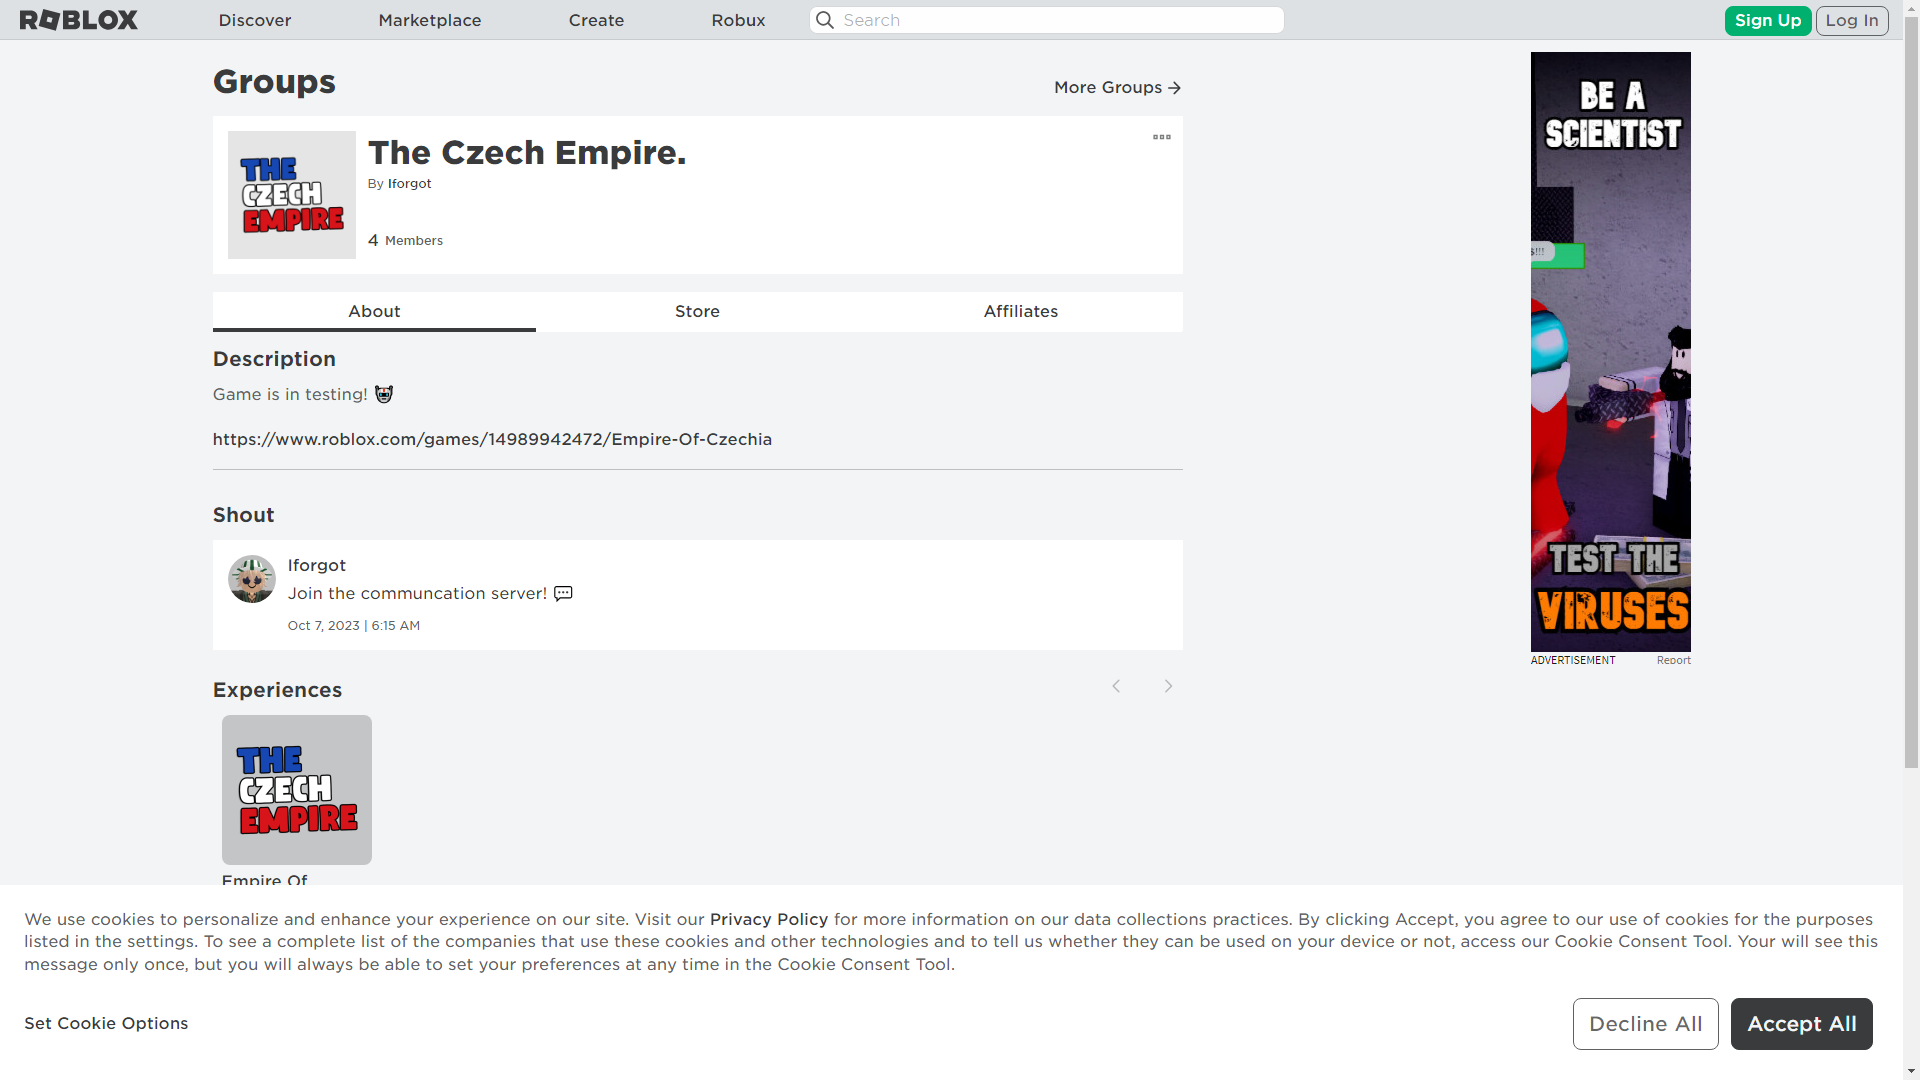 ROBLOX
Discover
Marketplace
Create
Robux
Search
Sign Up
Log In
Groups
More Groups
THE
CZECH
EMPIRE
The Czech Empire.
By Iforgot
4 Members
About
Store
Affiliates
Description
Game is in testing!
https://www.roblox.com/games/14989942472/Empire-Of-Czechia
Shout
Iforgot
Join the communcation server!
Oct 7, 2023 | 6:15 AM
Experiences
THE
CZECH
EMPIRE
Empire Of
BE A
SCIENTIST
TEST THE
VIRUSES
ADVERTISEMENT
Report
We use cookies to personalize and enhance your experience on our site. Visit our Privacy Policy for more information on our data collections practices. By clicking Accept, you agree to our use of cookies for the purposes
listed in the settings. To see a complete list of the companies that use these cookies and other technologies and to tell us whether they can be used on your device or not, access our Cookie Consent Tool. Your will see this
message only once, but you will always be able to set your preferences at any time in the Cookie Consent Tool.
Set Cookie Options
Decline All
Accept All